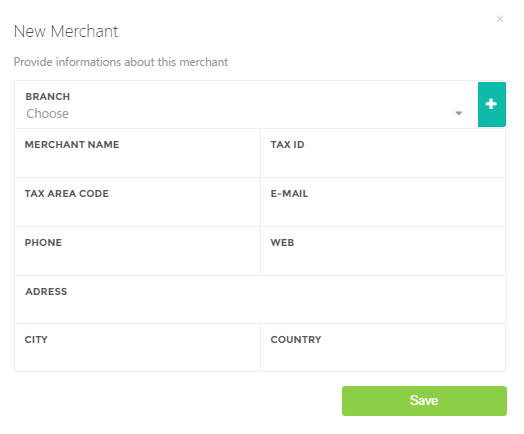 ×
New Merchant
Provide informations about this merchant
BRANCH
Choose
+
MERCHANT NAME TAX ID
TAX AREA CODE E-MAIL
PHONE WEB
ADRESS
CITY COUNTRY
Save